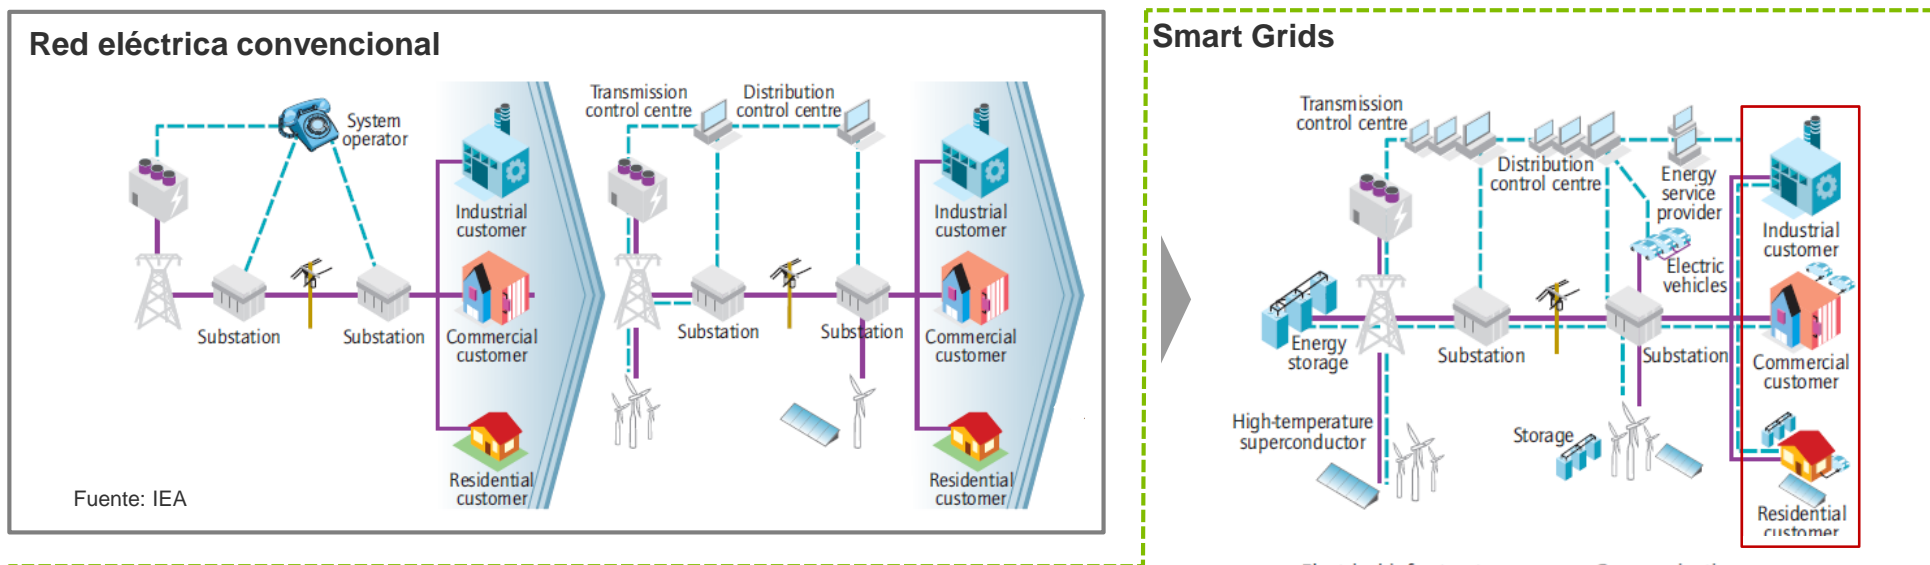 Red eléctrica convencional
System
operator
Substation
Substation
Industrial
customer
Commercial
customer
Residential
customer
Transmission
control centre
Distribution
control centre
Substation
Substation
Industrial
customer
Commercial
customer
Residential
customer
Fuente: IEA
Smart Grids
Transmission
control centre
Distribution
control centre
Energy
service
provider
Industrial
customer
Electric
vehicles
Energy
storage
Substation
Substation
Commercial
customer
High-temperature
superconductor
Storage
Residential
customer